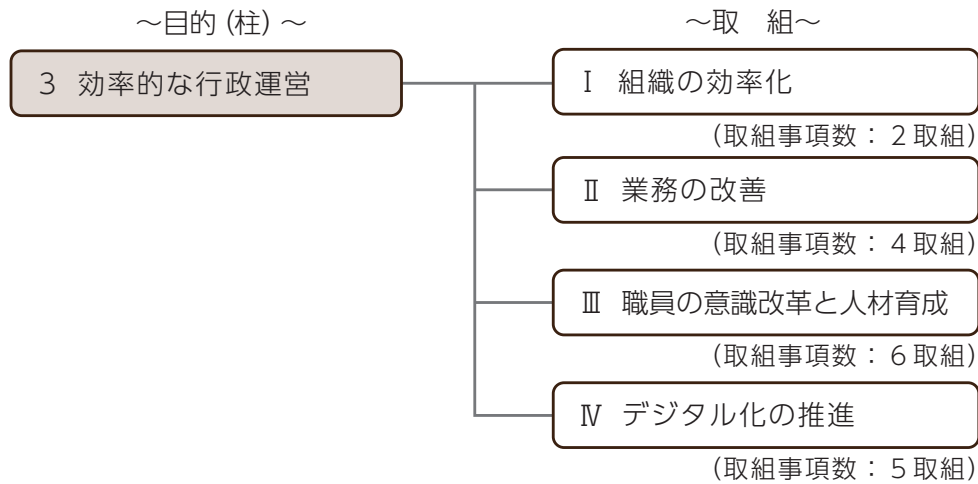 ～目的（柱）～
～取　組～
３ 効率的な行政運営
Ⅰ 組織の効率化
（取組事項数：２取組）
Ⅱ 業務の改善
（取組事項数：４取組）
Ⅲ 職員の意識改革と人材育成
（取組事項数：６取組）
Ⅳ デジタル化の推進
（取組事項数：５取組）